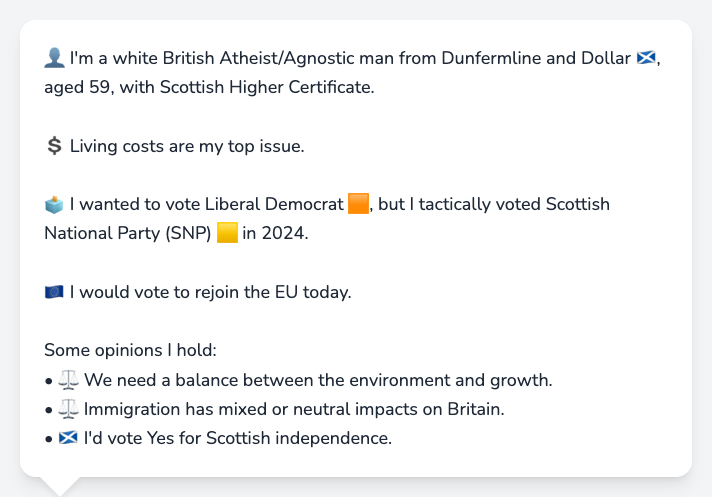 👤 I'm a white British Atheist/Agnostic man from Dunfermline and Dollar 🏴󠁧󠁢󠁳󠁣󠁴󠁿,
aged 59, with Scottish Higher Certificate.
💲 Living costs are my top issue.
🗳️ I wanted to vote Liberal Democrat 🟧, but I tactically voted Scottish
National Party (SNP) 🟨 in 2024.
🇪🇺 I would vote to rejoin the EU today.
Some opinions I hold:
• ⚖️ We need a balance between the environment and growth.
• ⚖️ Immigration has mixed or neutral impacts on Britain.
• 🏴󠁧󠁢󠁳󠁣󠁴󠁿 I'd vote Yes for Scottish independence.